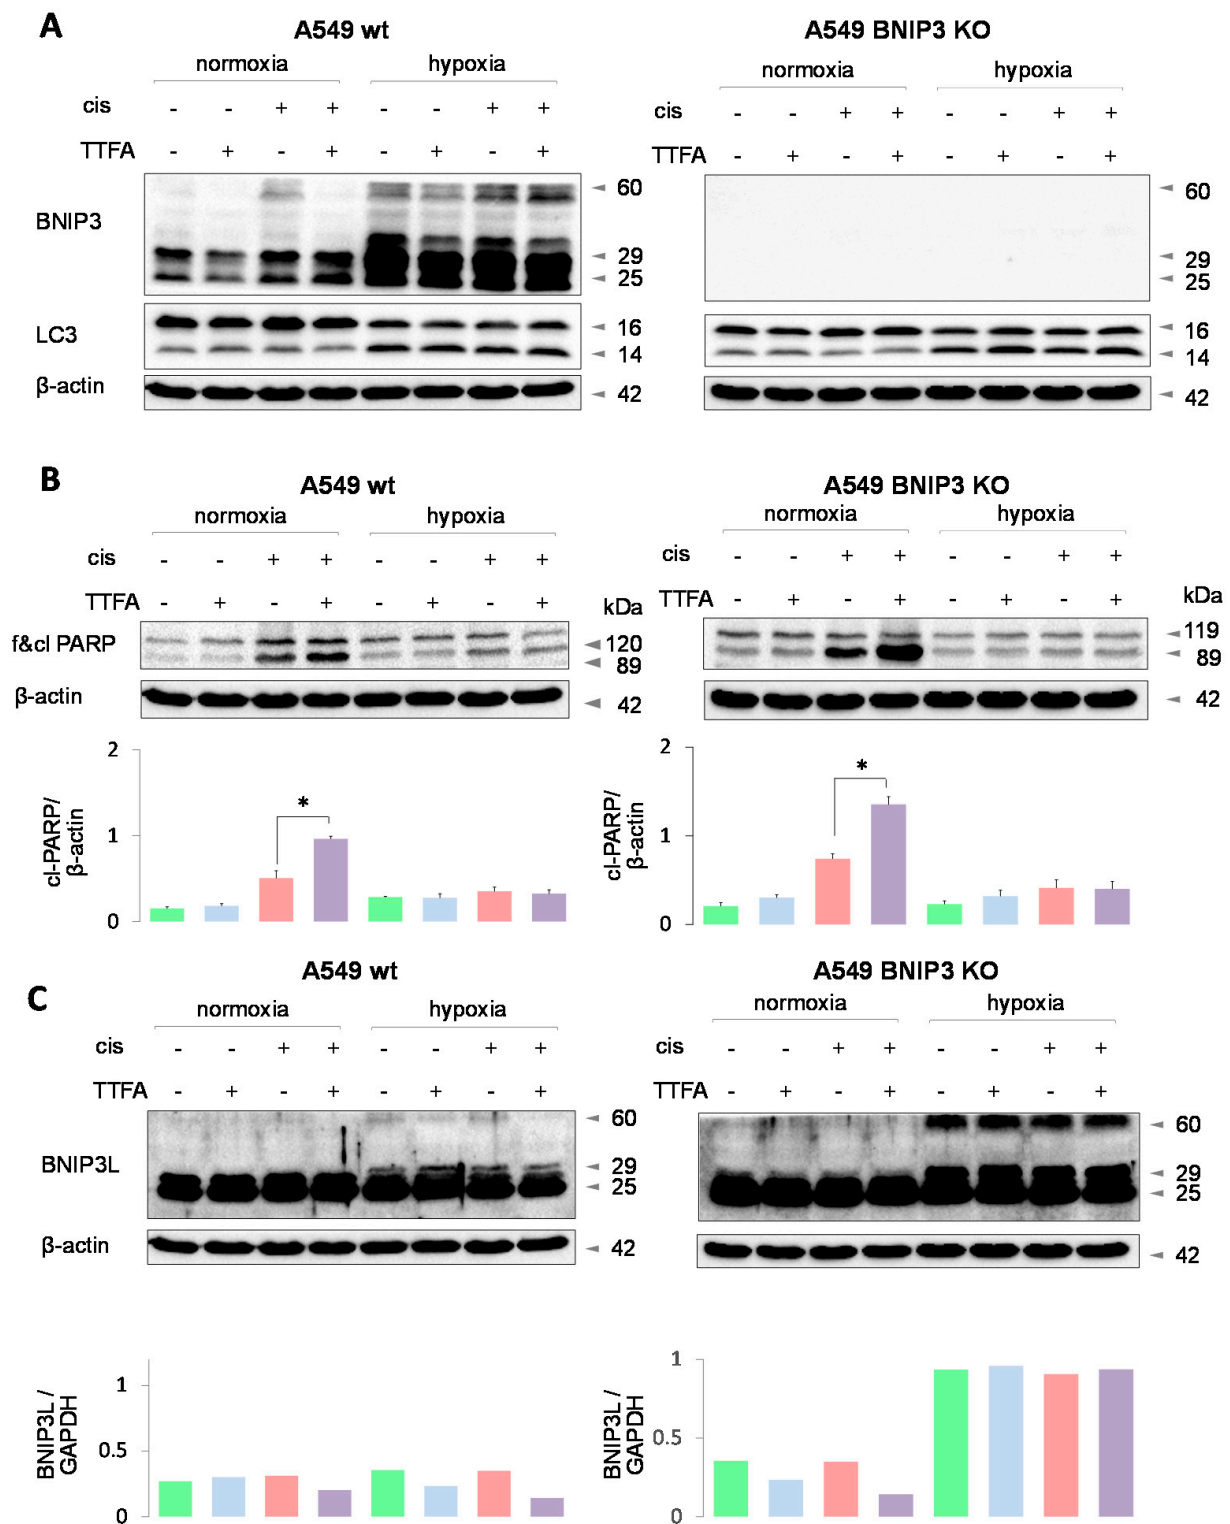 A
A549 wt
A549 BNIP3 KO
normoxia hypoxia
normoxia hypoxia
cis - - + + - - + +
- - + + - - + +
TTFA - + - + - + - +
TTFA - + - + - + - +
BNIP3
60
29
25
60
29
25
LC3
16
14
16
14
β-actin
42
42
B
A549 wt
A549 BNIP3 KO
normoxia hypoxia
normoxia hypoxia
cis - - + + - - + +
cis - - + + - - + +
TTFA - + - + - + - +
kDa
TTFA - + - + - + - +
kDa
f&cl PARP
120
89
119
89
β-actin
42
42
cl-PARP/
β-actin
2
1
0
*
cl-PARP/
β-actin
2
1
0
*
C
A549 wt
A549 BNIP3 KO
normoxia hypoxia
normoxia hypoxia
cis - - + + - - + +
cis - - + + - - + +
TTFA - + - + - + - +
TTFA - + - + - + - +
BNIP3L
60
29
25
60
29
25
β-actin
42
42
BNIP3L /
GAPDH
1
0.5
0
BNIP3L /
GAPDH
1
0.5
0